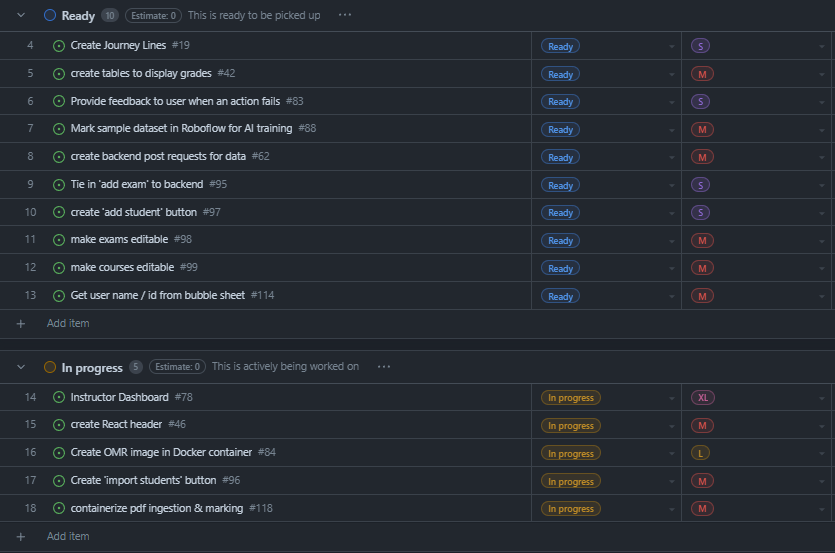 Ready 10 Estimate: 0 This is ready to be picked up ...
4 Create Journey Lines #19 Ready S
5 create tables to display grades #42 Ready M
6 Provide feedback to user when an action fails #83 Ready S
7 Mark sample dataset in Roboflow for AI training #88 Ready M
8 create backend post requests for data #62 Ready M
9 Tie in 'add exam' to backend #95 Ready S
10 create 'add student' button #97 Ready S
11 make exams editable #98 Ready M
12 make courses editable #99 Ready M
13 Get user name / id from bubble sheet #114 Ready M
+ Add item
In progress 5 Estimate: 0 This is actively being worked on ...
14 Instructor Dashboard #78 In progress XL
15 create React header #46 In progress M
16 Create OMR image in Docker container #84 In progress L
17 Create 'import students' button #96 In progress M
18 containerize pdf ingestion & marking #118 In progress M
+ Add item